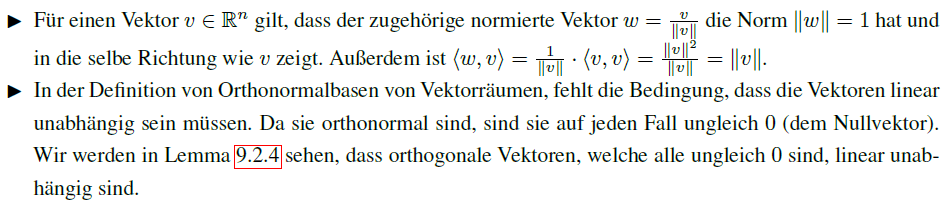 ▶ Für einen Vektor $v \in \mathbb{R}^n$ gilt, dass der zugehörige normierte Vektor $w = \frac{v}{\|v\|}$ die Norm $\|w\| = 1$ hat und
in die selbe Richtung wie $v$ zeigt. Außerdem ist $\langle w, v \rangle = \frac{1}{\|v\|} \cdot \langle v, v \rangle = \frac{\|v\|^2}{\|v\|} = \|v\|$.
▶ In der Definition von Orthonormalbasen von Vektorräumen, fehlt die Bedingung, dass die Vektoren linear
unabhängig sein müssen. Da sie orthonormal sind, sind sie auf jeden Fall ungleich 0 (dem Nullvektor).
Wir werden in Lemma 9.2.4 sehen, dass orthogonale Vektoren, welche alle ungleich 0 sind, linear unab-
hängig sind.